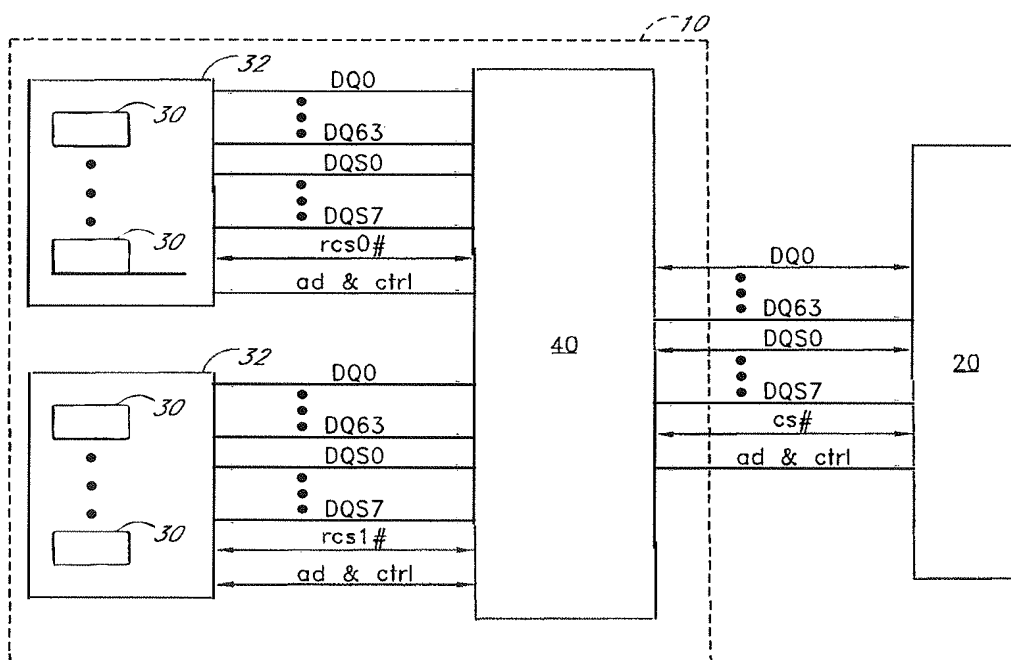 10
32
30
30
DQ0
DQ63
DQS0
DQS7
rcs0#
ad & ctrl
32
30
30
DQ0
DQ63
DQS0
DQS7
rcs1#
ad & ctrl
40
DQ0
DQ63
DQS0
DQS7
cs#
ad & ctrl
20